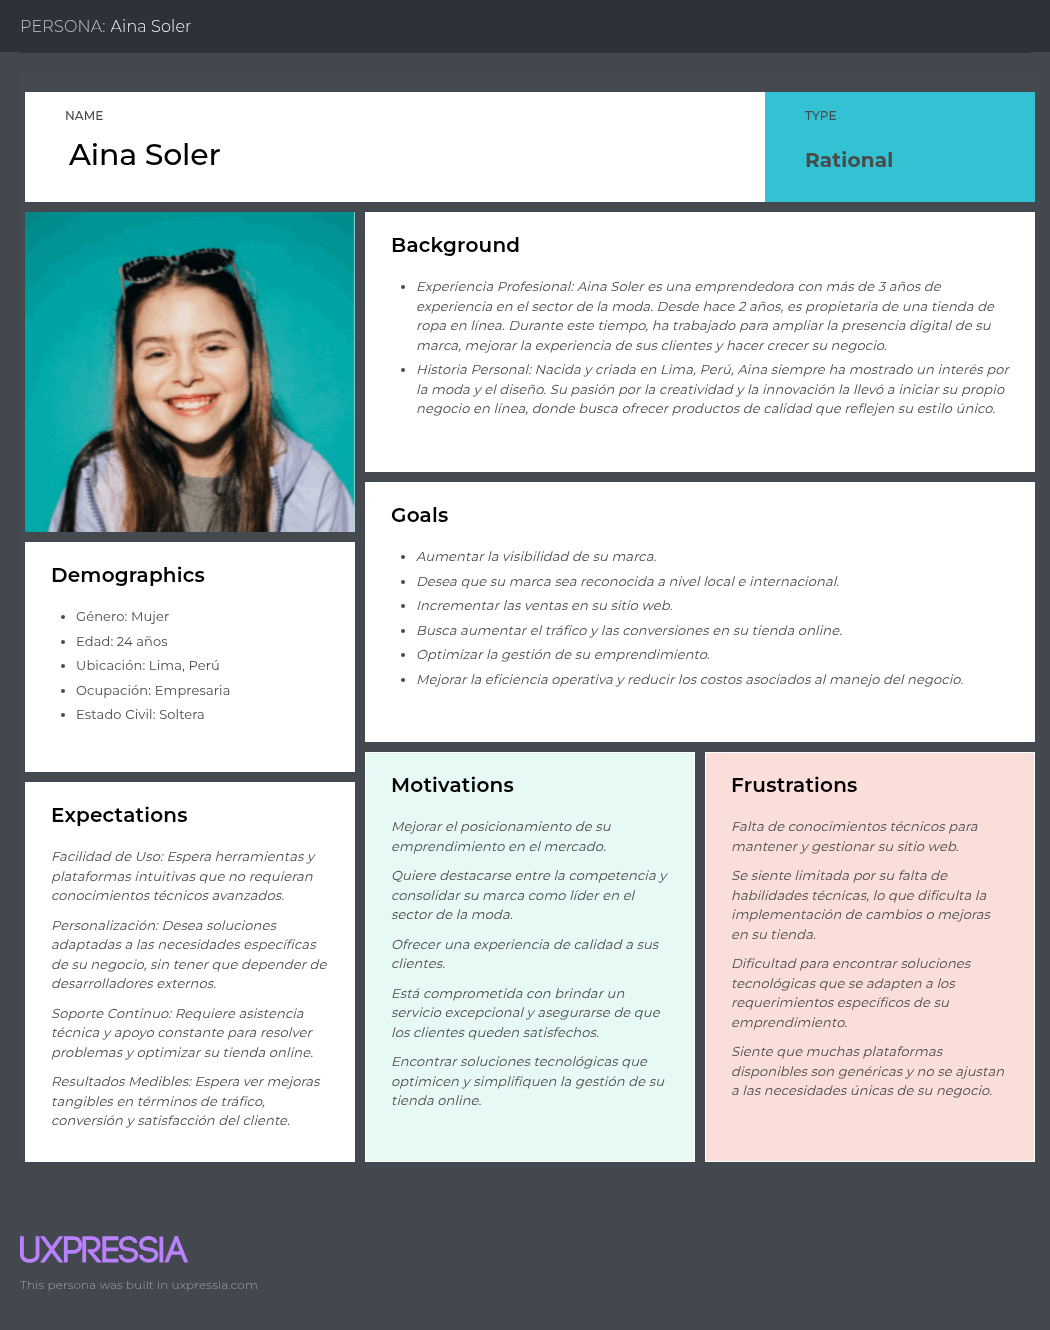 PERSONA: Aina Soler
NAME
Aina Soler
TYPE
Rational
Background
Experiencia Profesional: Aina Soler es una emprendedora con más de 3 años de
experiencia en el sector de la moda. Desde hace 2 años, es propietaria de una tienda de
ropa en línea. Durante este tiempo, ha trabajado para ampliar la presencia digital de su
marca, mejorar la experiencia de sus clientes y hacer crecer su negocio.
Historia Personal: Nacida y criada en Lima, Perú, Aina siempre ha mostrado un interés por
la moda y el diseño. Su pasión por la creatividad y la innovación la llevó a iniciar su propio
negocio en línea, donde busca ofrecer productos de calidad que reflejen su estilo único.
Goals
Aumentar la visibilidad de su marca.
Desea que su marca sea reconocida a nivel local e internacional.
Incrementar las ventas en su sitio web.
Busca aumentar el tráfico y las conversiones en su tienda online.
Optimizar la gestión de su emprendimiento.
Mejorar la eficiencia operativa y reducir los costos asociados al manejo del negocio.
Demographics
Género: Mujer
Edad: 24 años
Ubicación: Lima, Perú
Ocupación: Empresaria
Estado Civil: Soltera
Expectations
Facilidad de Uso: Espera herramientas y
plataformas intuitivas que no requieran
conocimientos técnicos avanzados.
Personalización: Desea soluciones
adaptadas a las necesidades específicas
de su negocio, sin tener que depender de
desarrolladores externos.
Soporte Continuo: Requiere asistencia
técnica y apoyo constante para resolver
problemas y optimizar su tienda online.
Resultados Medibles: Espera ver mejoras
tangibles en términos de tráfico,
conversión y satisfacción del cliente.
Motivations
Mejorar el posicionamiento de su
emprendimiento en el mercado.
Quiere destacarse entre la competencia y
consolidar su marca como líder en el
sector de la moda.
Ofrecer una experiencia de calidad a sus
clientes.
Está comprometida con brindar un
servicio excepcional y asegurarse de que
los clientes queden satisfechos.
Encontrar soluciones tecnológicas que
optimicen y simplifiquen la gestión de su
tienda online.
Frustrations
Falta de conocimientos técnicos para
mantener y gestionar su sitio web.
Se siente limitada por su falta de
habilidades técnicas, lo que dificulta la
implementación de cambios o mejoras
en su tienda.
Dificultad para encontrar soluciones
tecnológicas que se adapten a los
requerimientos específicos de su
emprendimiento.
Siente que muchas plataformas
disponibles son genéricas y no se ajustan
a las necesidades únicas de su negocio.
UXPRESSIA
This persona was built in uxpressia.com